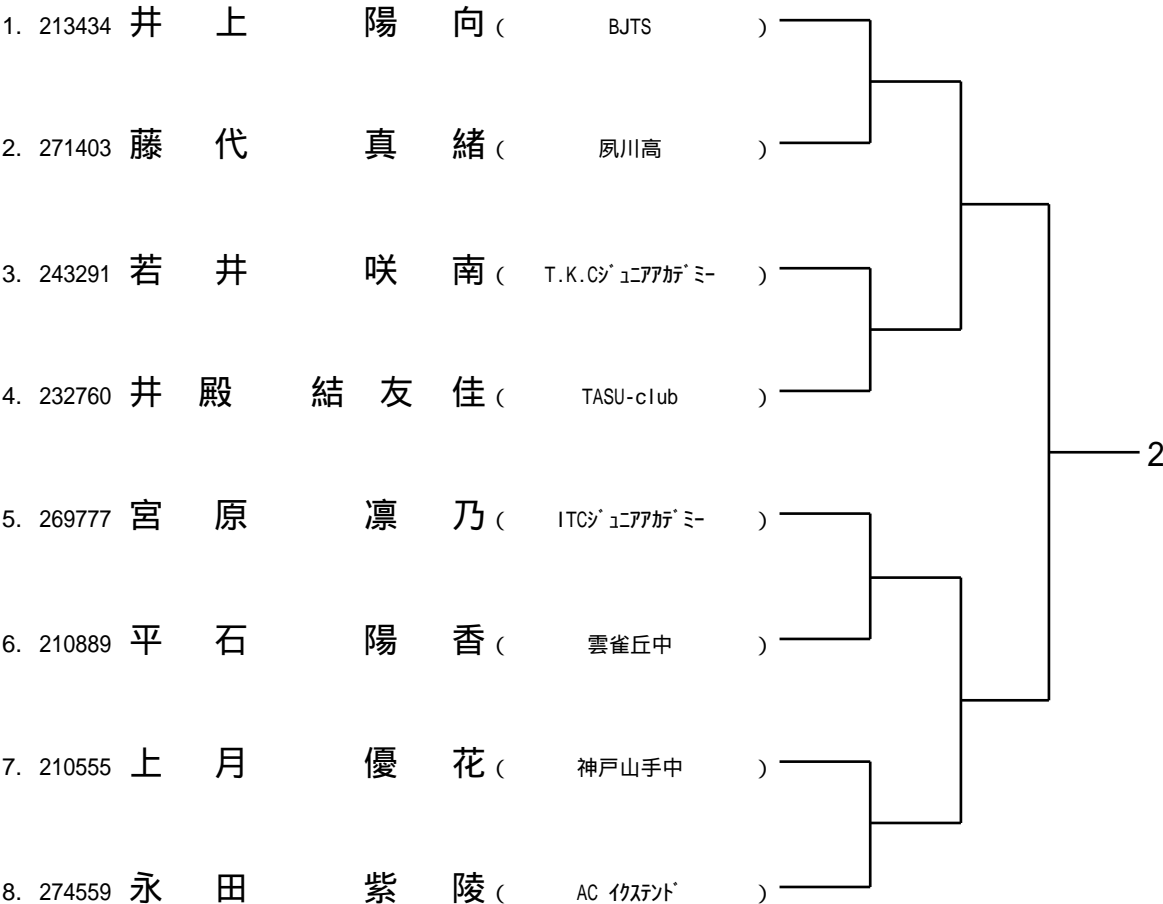 1. 213434 井 上 陽 向 ( BJTS )
2. 271403 藤 代 真 緒 ( 夙川高 )
3. 243291 若 井 咲 南 ( T.K.Cｼﾞｭﾆｱｱｶﾃﾞﾐｰ )
4. 232760 井 殿 結 友 佳 ( TASU-club )
2
5. 269777 宮 原 凛 乃 ( ITCｼﾞｭﾆｱｱｶﾃﾞﾐｰ )
6. 210889 平 石 陽 香 ( 雲雀丘中 )
7. 210555 上 月 優 花 ( 神戸山手中 )
8. 274559 永 田 紫 陵 ( AC ｲｸｽﾃﾝﾄﾞ )